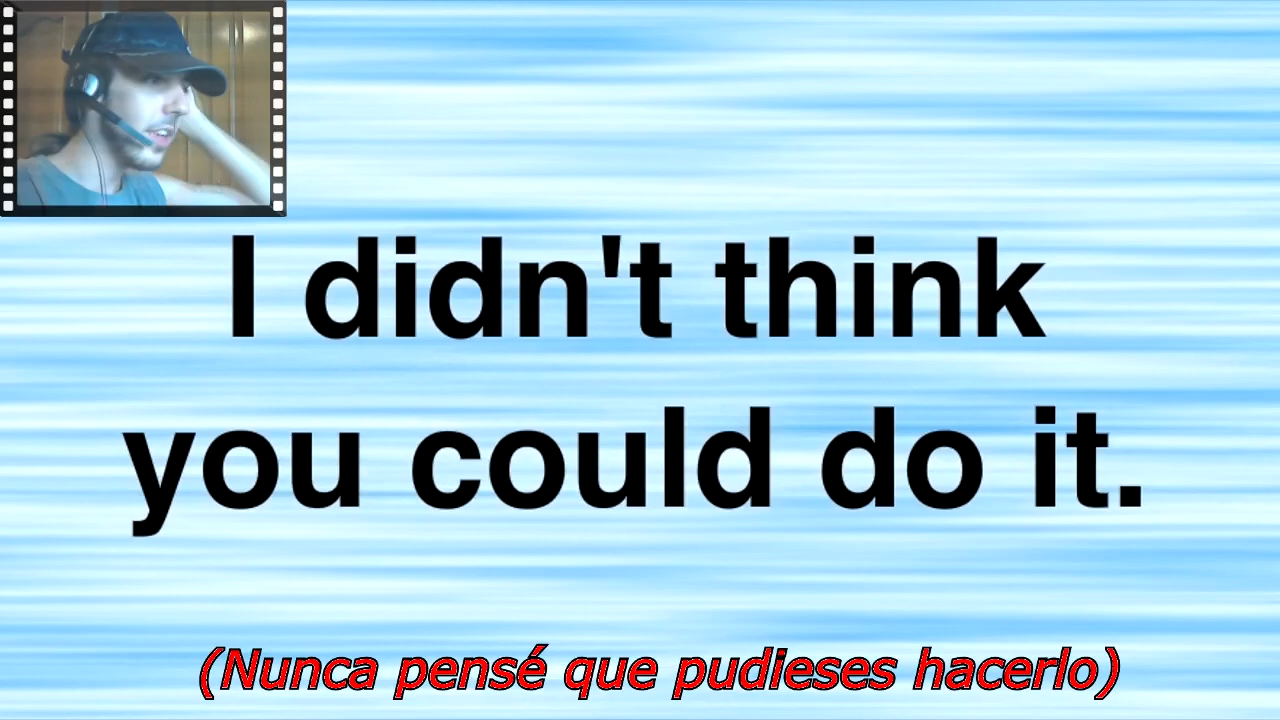 I didn't think
you could do it.
(Nunca pensé que pudieses hacerlo)